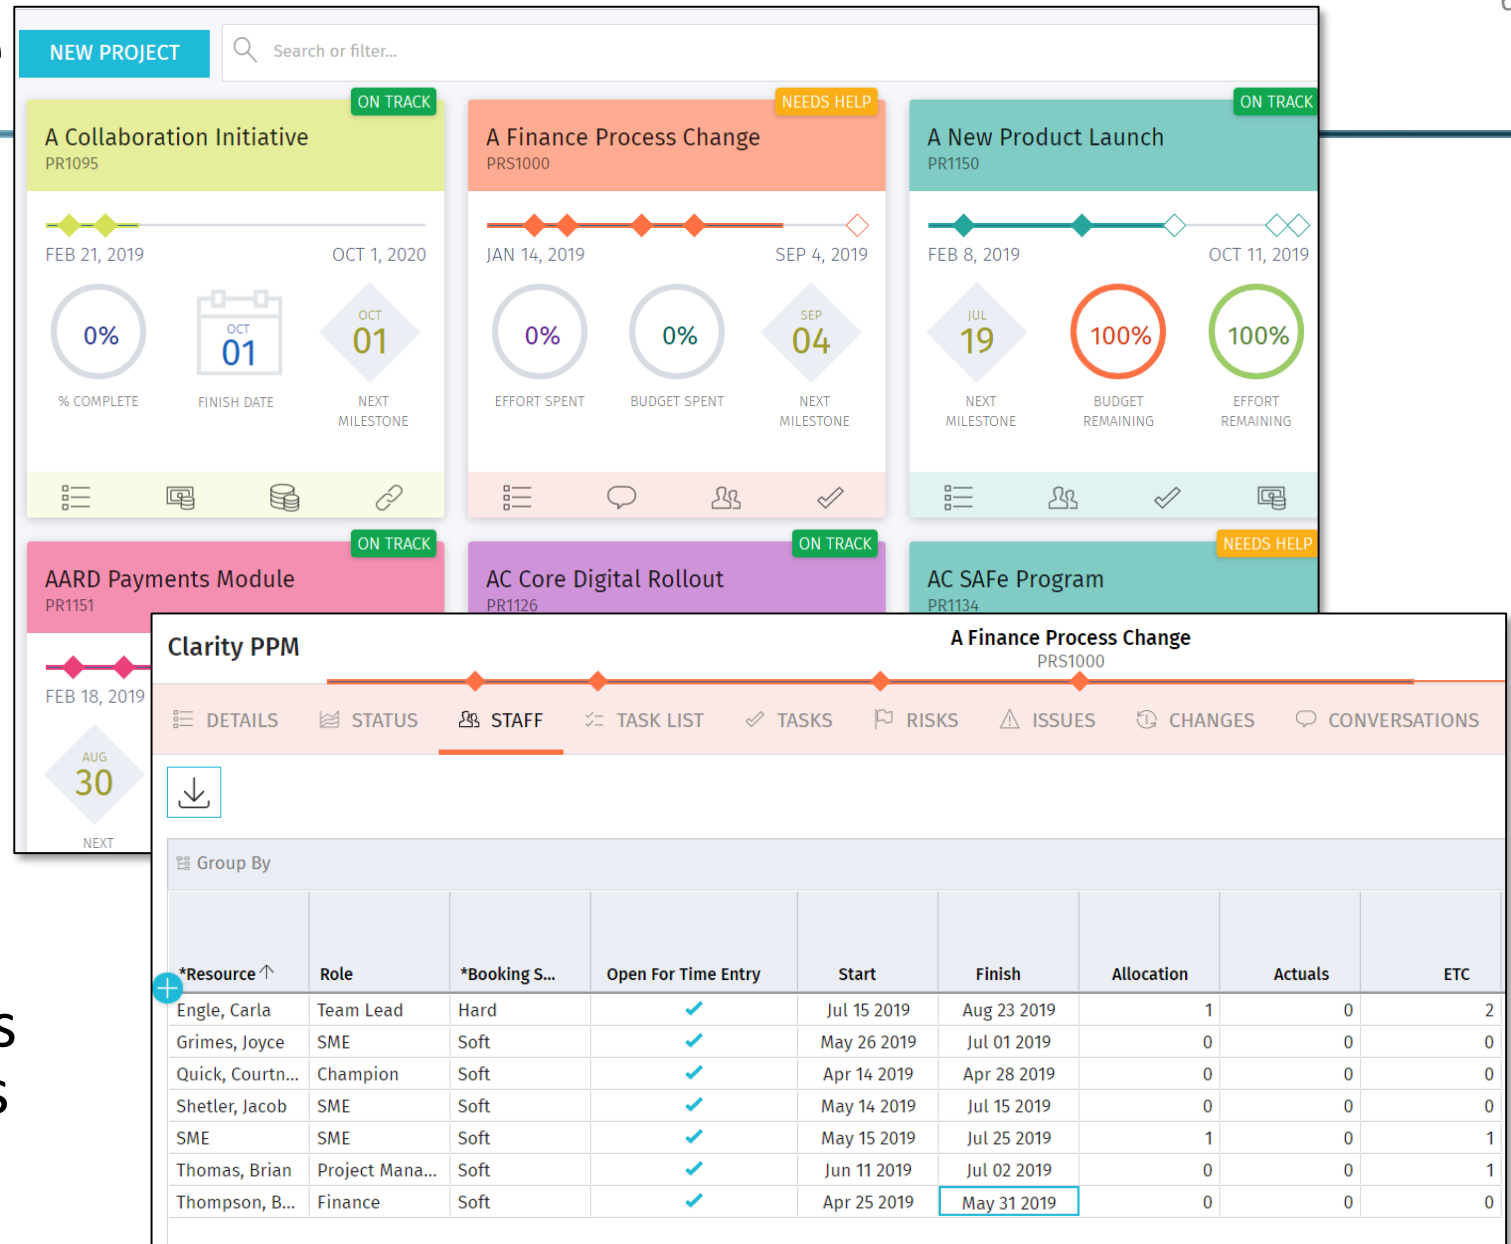 NEW PROJECT
Search or filter...
ON TRACK
A Collaboration Initiative
PR1095
FEB 21, 2019 OCT 1, 2020
0%
% COMPLETE
OCT
01
FINISH DATE
OCT
01
NEXT
MILESTONE
NEEDS HELP
A Finance Process Change
PRS1000
JAN 14, 2019 SEP 4, 2019
0%
EFFORT SPENT
0%
BUDGET SPENT
SEP
04
NEXT
MILESTONE
ON TRACK
A New Product Launch
PR1150
FEB 8, 2019 OCT 11, 2019
JUL
19
NEXT
MILESTONE
100%
BUDGET
REMAINING
100%
EFFORT
REMAINING
ON TRACK
AARD Payments Module
PR1151
FEB 18, 2019
AUG
30
NEXT
ON TRACK
AC Core Digital Rollout
PR1126
NEEDS HELP
AC SAFe Program
PR1134
Clarity PPM
A Finance Process Change
PRS1000
DETAILS STATUS STAFF TASK LIST TASKS RISKS ISSUES CHANGES CONVERSATIONS
Group By
*Resource Role *Booking S... Open For Time Entry Start Finish Allocation Actuals ETC
Engle, Carla Team Lead Hard Jul 15 2019 Aug 23 2019 1 0 2
Grimes, Joyce SME Soft May 26 2019 Jul 01 2019 0 0 0
Quick, Courtn... Champion Soft Apr 14 2019 Apr 28 2019 0 0 0
Shetler, Jacob SME Soft May 14 2019 Jul 15 2019 0 0 0
SME SME Soft May 15 2019 Jul 25 2019 1 0 1
Thomas, Brian Project Mana... Soft Jun 11 2019 Jul 02 2019 0 0 1
Thompson, B... Finance Soft Apr 25 2019 May 31 2019 0 0 0
s
s